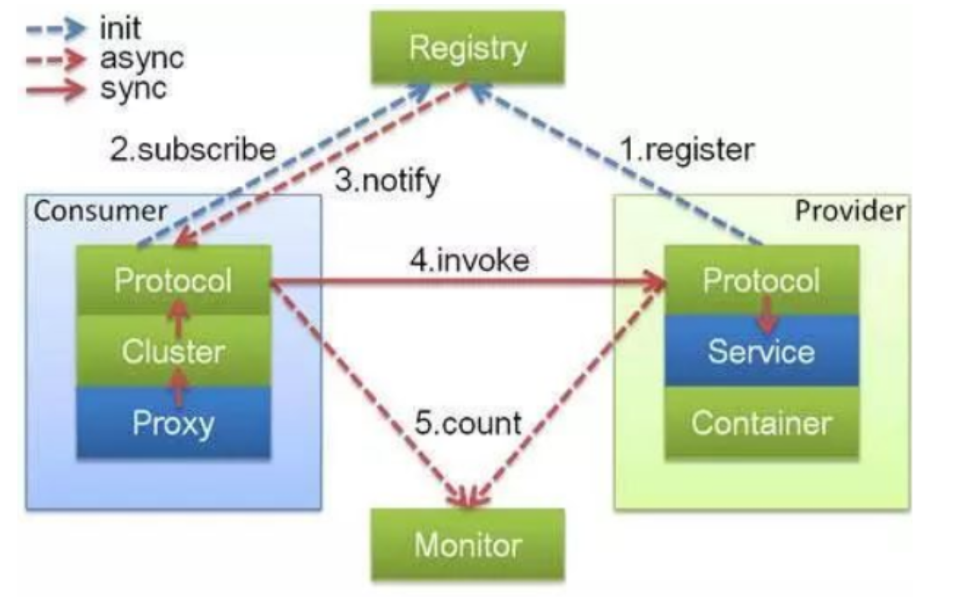 init
async
sync
Registry
2.subscribe
1.register
3.notify
Consumer
Provider
Protocol
4.invoke
Protocol
Cluster
Service
Proxy
5.count
Container
Monitor